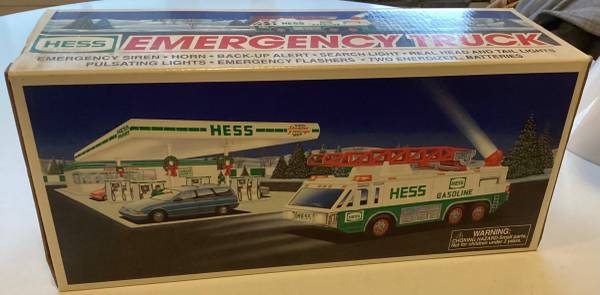 HESS EMERGENCY TRUCK
EMERGENCY SIREN • HORN • BACK-UP ALERT • SEARCH LIGHT • REAL HEAD AND TAIL LIGHTS
PULSATING LIGHTS • EMERGENCY FLASHERS • TWO ENERGIZER® BATTERIES
HESS
HESS
HESS
GASOLINE
HESS
HESS
WARNING:
CHOKING HAZARD-Small parts.
Not for children under 3 years.